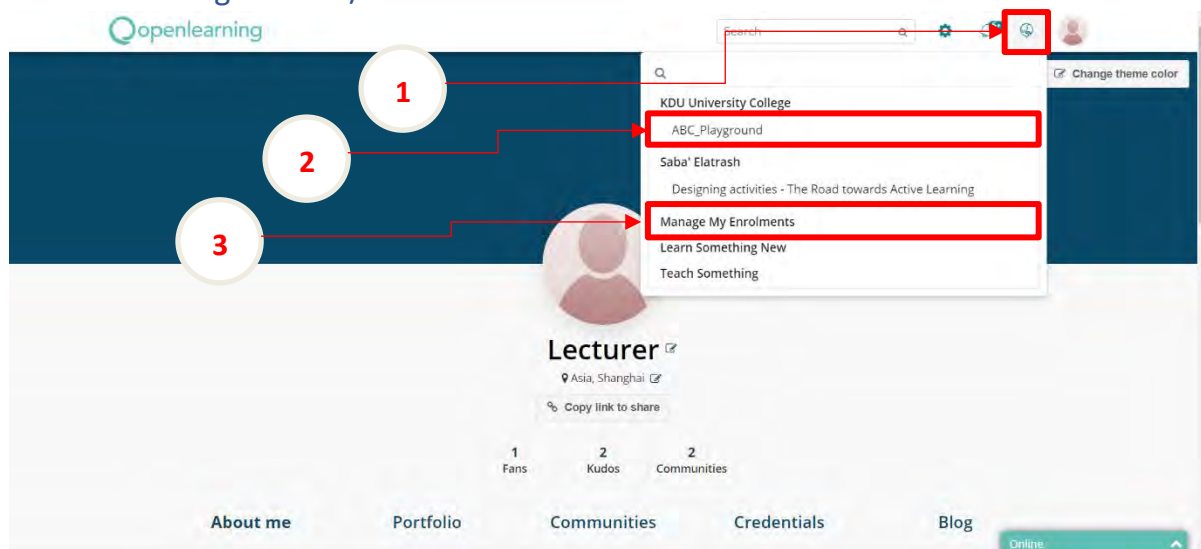 openlearning
Search
Change theme color
1
KDU University College
ABC_Playground
2
Saba' Elatrash
Designing activities - The Road towards Active Learning
Manage My Enrolments
3
Learn Something New
Teach Something
Lecturer
Asia, Shanghai
Copy link to share
1 2 2
Fans Kudos Communities
About me Portfolio Communities Credentials Blog
Online